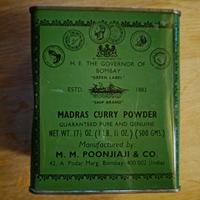 H. E. THE GOVERNOR OF
BOMBAY
"GREEN LABEL"
ESTD. 1883
"SHIP BRAND"
MADRAS CURRY POWDER
GUARANTEED PURE AND GENUINE
NET WT. 17½ OZ. (1 LB. 1½ OZ.) (500 GMS.)
Manufactured by:
M. M. POONJIAJI & CO.
42, A. Podar Marg. Bombay-400 002 (India)